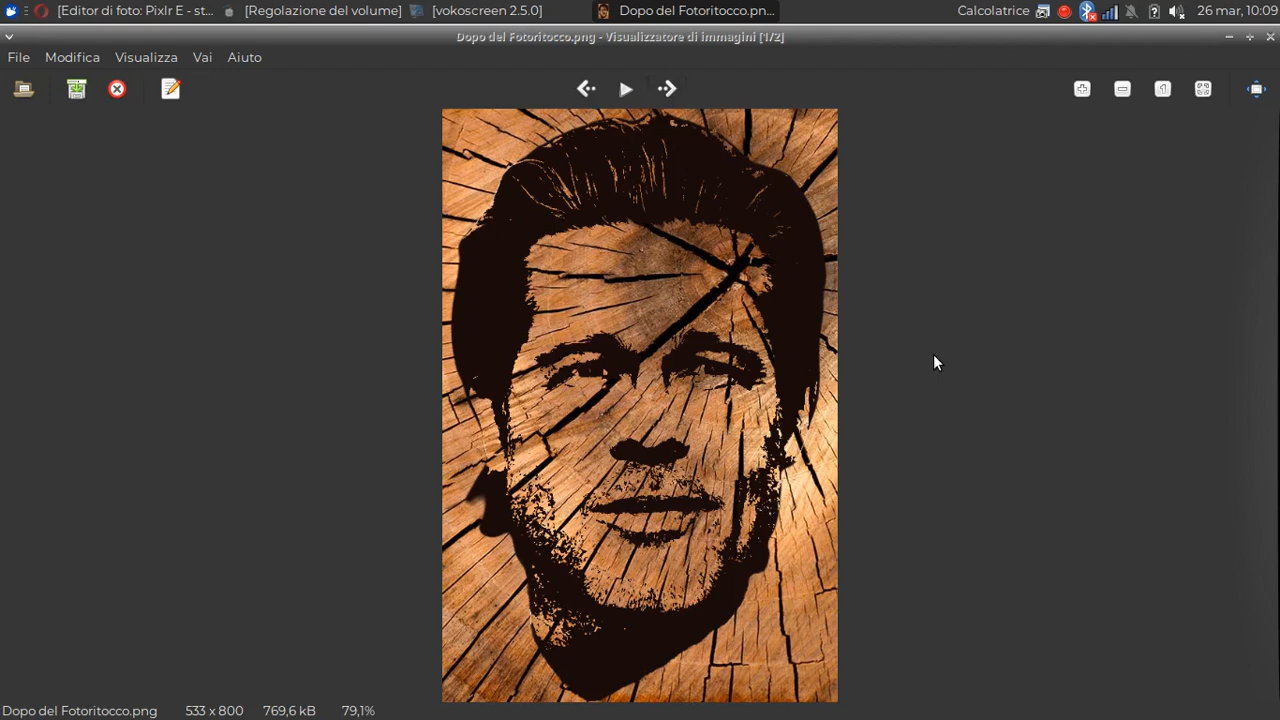 [Editor di foto: Pixlr E - st... [Regolazione del volume] [vokoscreen 2.5.0] Dopo del Fotoritocco.pn... Calcolatrice 26 mar, 10:09
Dopo del Fotoritocco.png - Visualizzatore di immagini [1/2]
File Modifica Visualizza Vai Aiuto
Dopo del Fotoritocco.png 533 x 800 769,6 kB 79,1%